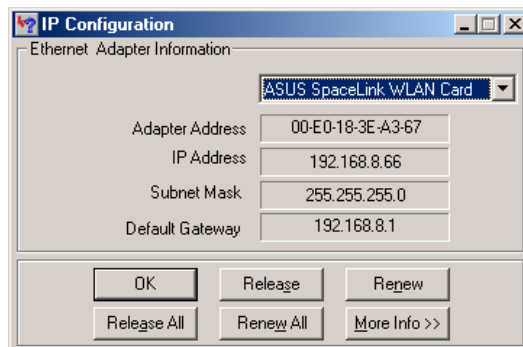 IP Configuration
Ethernet Adapter Information
ASUS SpaceLink WLAN Card
Adapter Address 00-E0-18-3E-A3-67
IP Address 192.168.8.66
Subnet Mask 255.255.255.0
Default Gateway 192.168.8.1
OK Release Renew
Release All Renew All More Info >>